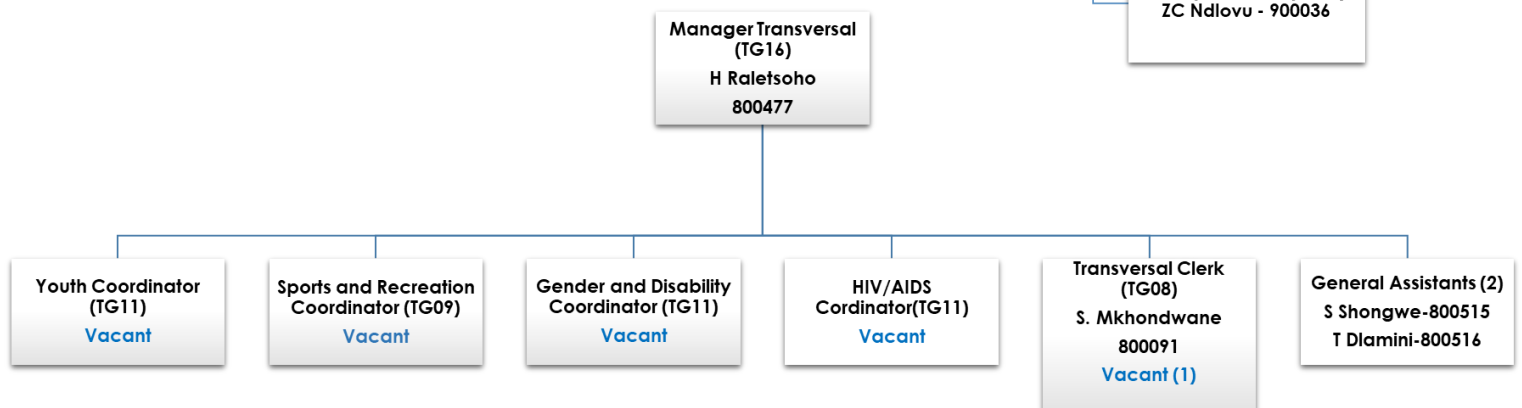 ZC Ndlovu - 900036
Manager Transversal
(TG16)
H Raletsoho
800477
Youth Coordinator
(TG11)
Vacant
Sports and Recreation
Coordinator (TG09)
Vacant
Gender and Disability
Coordinator (TG11)
Vacant
HIV/AIDS
Cordinator(TG11)
Vacant
Transversal Clerk
(TG08)
S. Mkhondwane
800091
Vacant (1)
General Assistants (2)
S Shongwe-800515
T Dlamini-800516